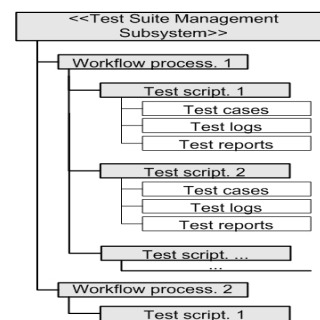 <<Test Suite Management
Subsystem>>
Workflow process. 1
Test script. 1
Test cases
Test logs
Test reports
Test script. 2
Test cases
Test logs
Test reports
Test script. ...
...
Workflow process. 2
Test script. 1